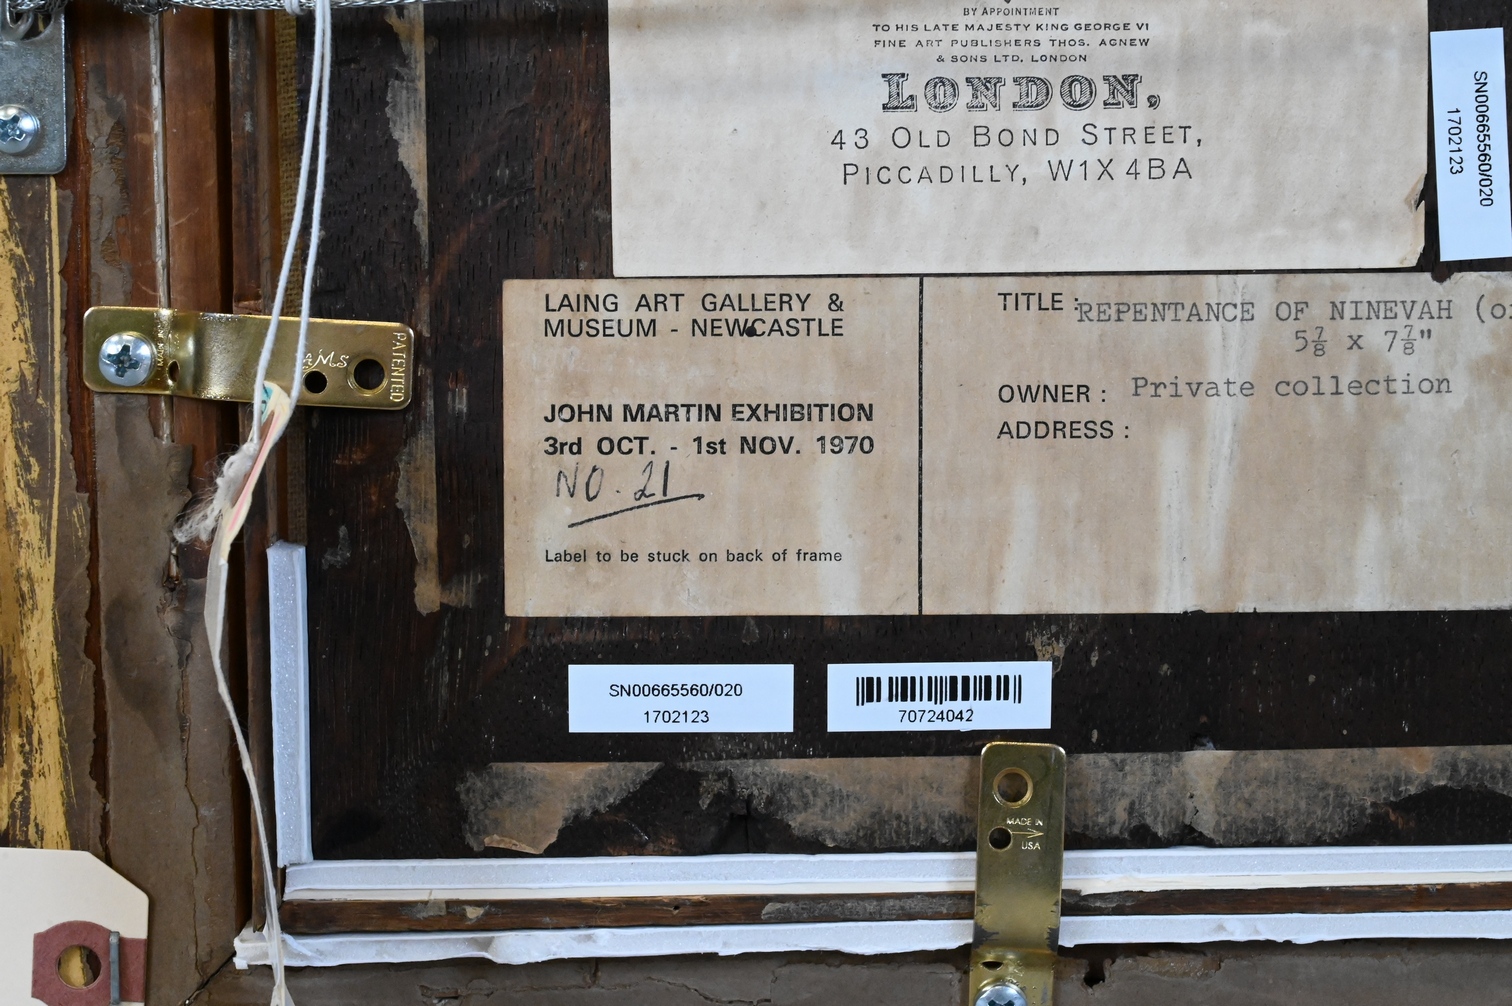 BY APPOINTMENT
TO HIS LATE MAJESTY KING GEORGE VI
FINE ART PUBLISHERS THOS. AGNEW
& SONS LTD, LONDON
LONDON,
43 OLD BOND STREET,
PICCADILLY, W1X 4BA
SN00665560/020
1702123
LAING ART GALLERY &
MUSEUM - NEWCASTLE
JOHN MARTIN EXHIBITION
3rd OCT. - 1st NOV. 1970
NO. 21
Label to be stuck on back of frame
TITLE: REPENTANCE OF NINEVAH (
5⅞ x 7⅞"
OWNER: Private collection
ADDRESS:
PATENTED
SN00665560/020
1702123
70724042
MADE IN
USA